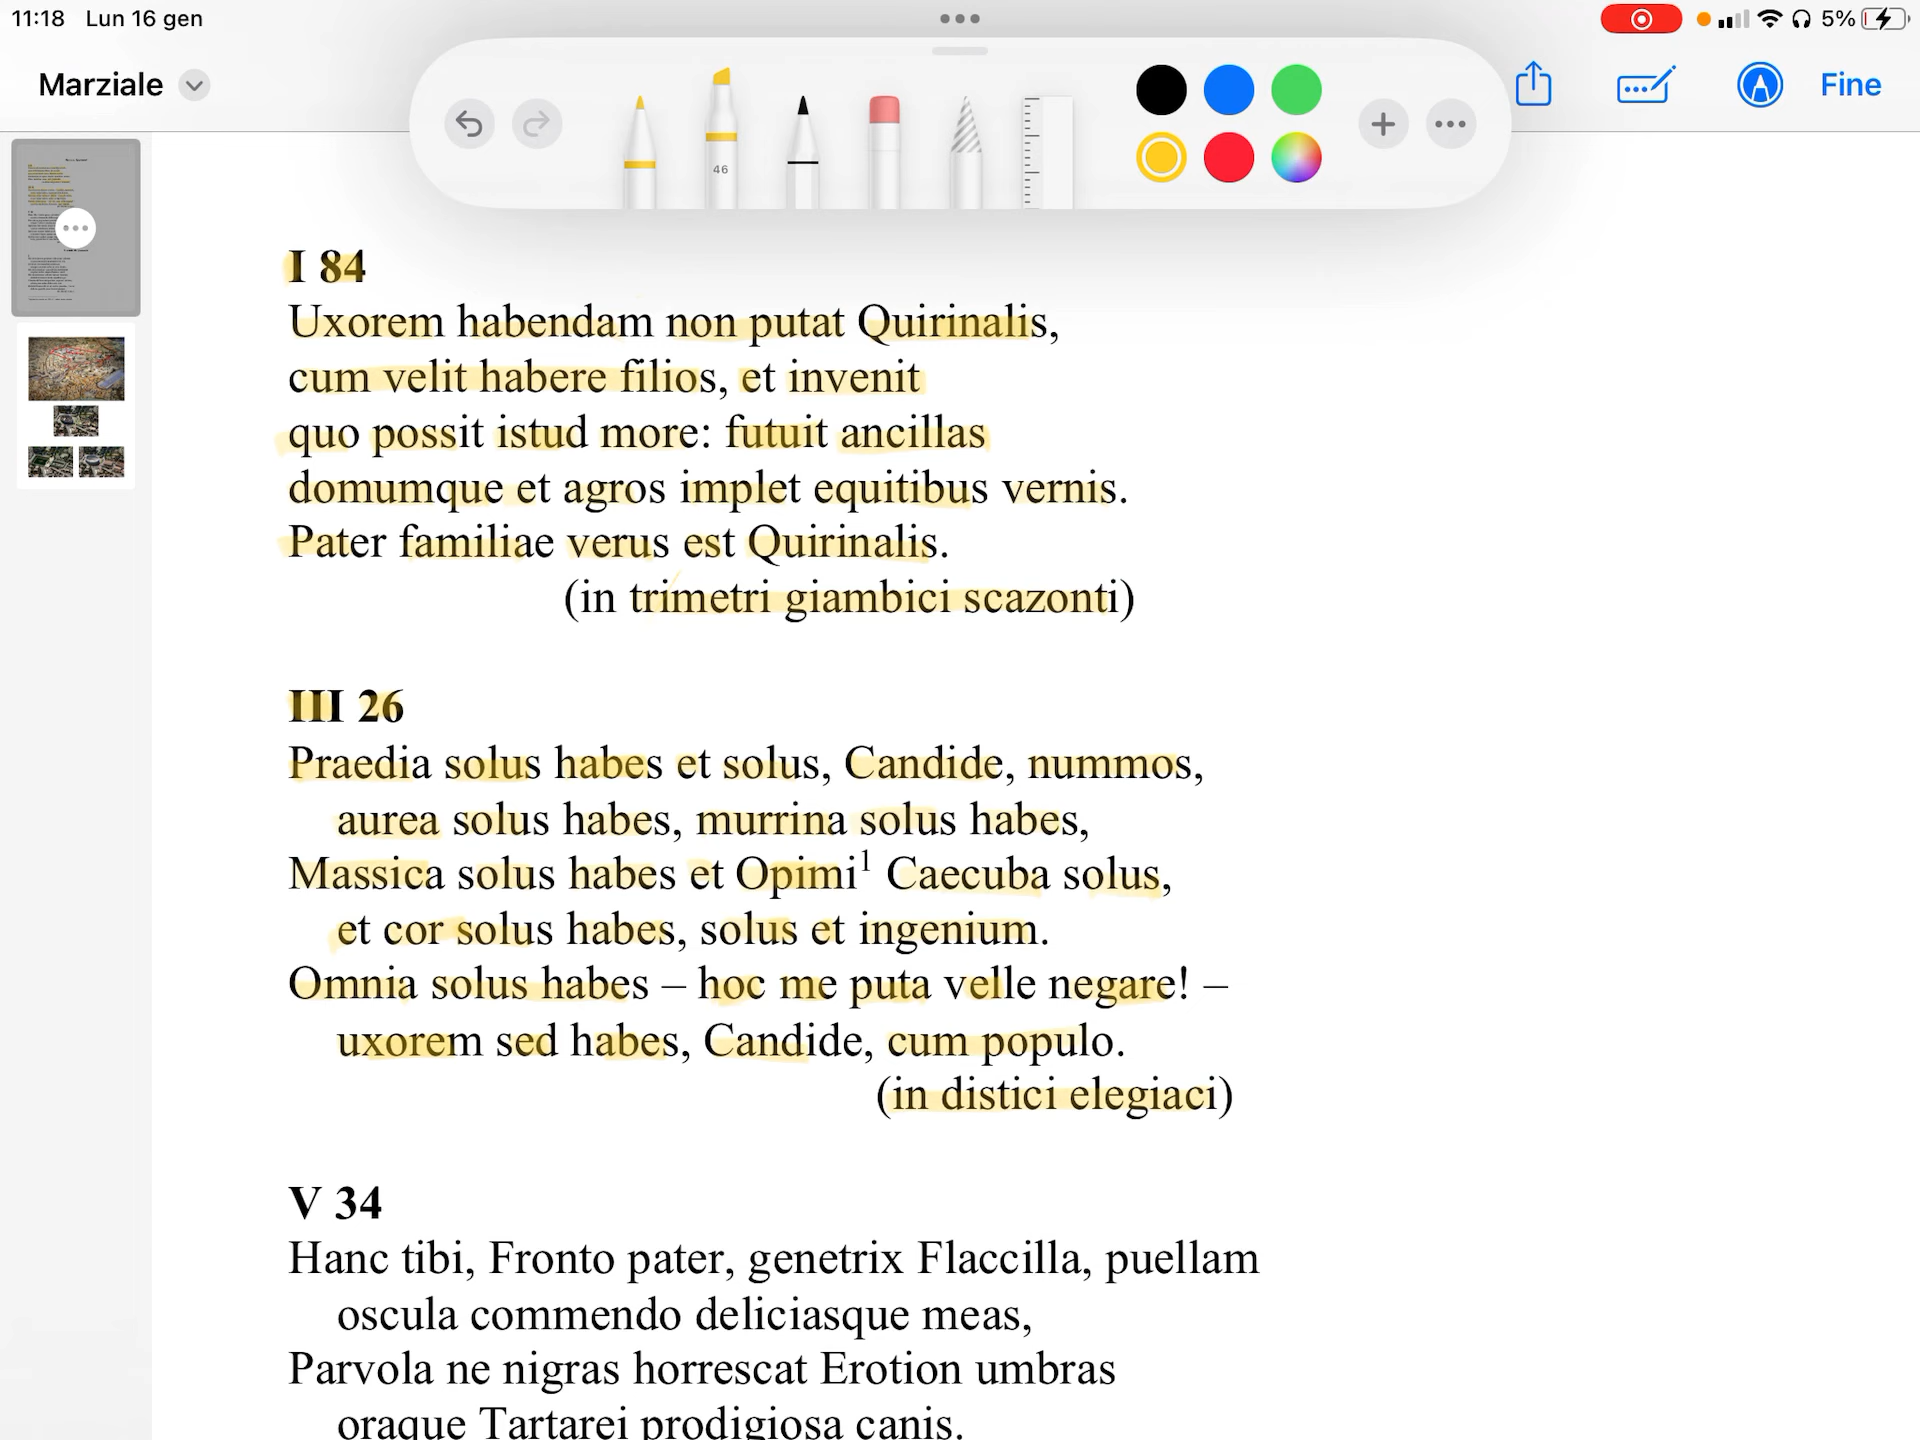 11:18 Lun 16 gen
5%
Marziale
46
Fine
I 84
Uxorem habendam non putat Quirinalis,
cum velit habere filios, et invenit
quo possit istud more: futuit ancillas
domumque et agros implet equitibus vernis.
Pater familiae verus est Quirinalis.
(in trimetri giambici scazonti)
III 26
Praedia solus habes et solus, Candide, nummos,
aurea solus habes, murrina solus habes,
Massica solus habes et Opimi¹ Caecuba solus,
et cor solus habes, solus et ingenium.
Omnia solus habes – hoc me puta velle negare! –
uxorem sed habes, Candide, cum populo.
(in distici elegiaci)
V 34
Hanc tibi, Fronto pater, genetrix Flaccilla, puellam
oscula commendo deliciasque meas,
Parvola ne nigras horrescat Erotion umbras
oraque Tartarei prodigiosa canis.